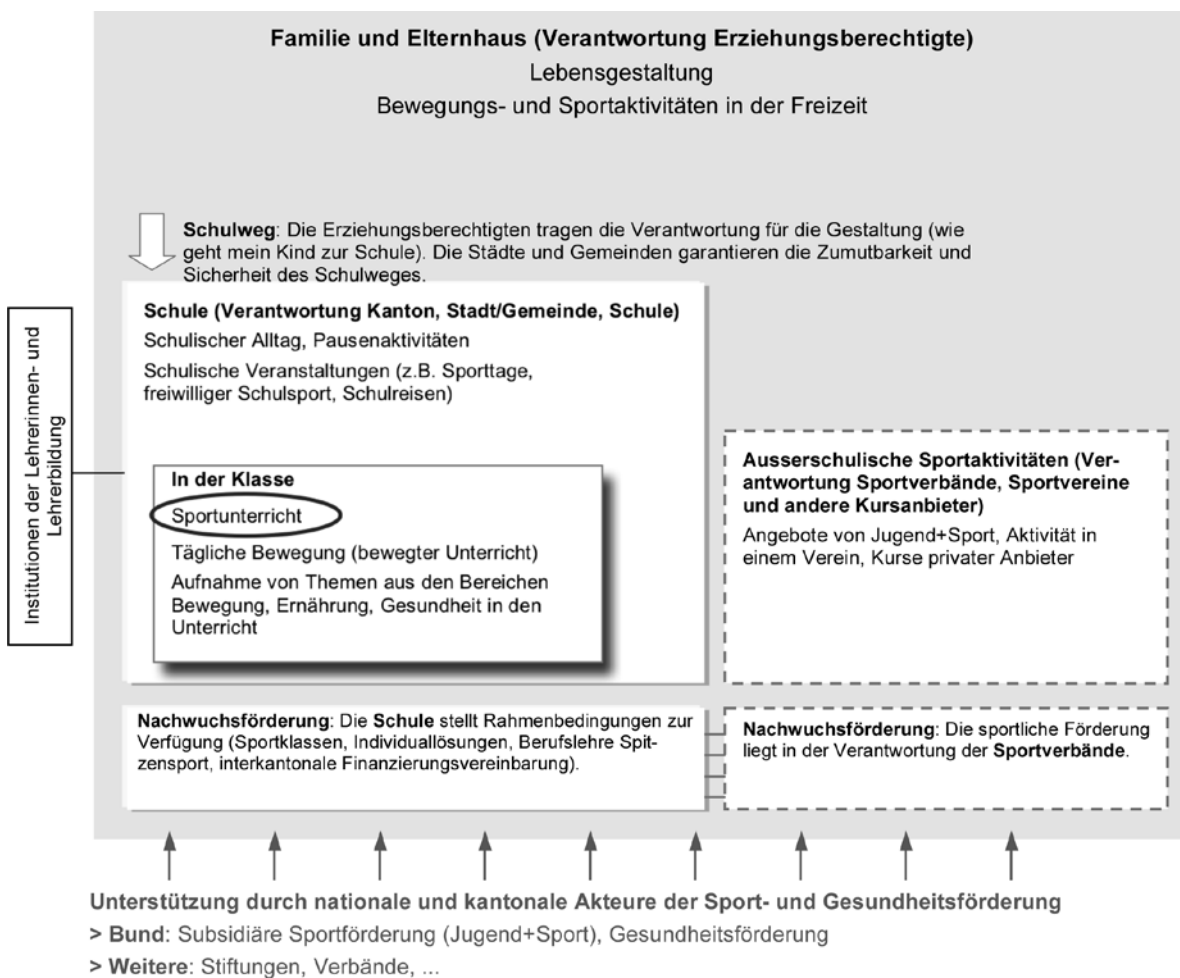 Familie und Elternhaus (Verantwortung Erziehungsberechtigte)
Lebensgestaltung
Bewegungs- und Sportaktivitäten in der Freizeit
Schulweg: Die Erziehungsberechtigten tragen die Verantwortung für die Gestaltung (wie
geht mein Kind zur Schule). Die Städte und Gemeinden garantieren die Zumutbarkeit und
Sicherheit des Schulweges.
Institutionen der Lehrerinnen- und
Lehrerbildung
Schule (Verantwortung Kanton, Stadt/Gemeinde, Schule)
Schulischer Alltag, Pausenaktivitäten
Schulische Veranstaltungen (z.B. Sporttage,
freiwilliger Schulsport, Schulreisen)
In der Klasse
Sportunterricht
Tägliche Bewegung (bewegter Unterricht)
Aufnahme von Themen aus den Bereichen
Bewegung, Ernährung, Gesundheit in den
Unterricht
Ausserschulische Sportaktivitäten (Ver-
antwortung Sportverbände, Sportvereine
und andere Kursanbieter)
Angebote von Jugend+Sport, Aktivität in
einem Verein, Kurse privater Anbieter
Nachwuchsförderung: Die Schule stellt Rahmenbedingungen zur
Verfügung (Sportklassen, Individuallösungen, Berufslehre Spit-
zensport, interkantonale Finanzierungsvereinbarung).
Nachwuchsförderung: Die sportliche Förderung
liegt in der Verantwortung der Sportverbände.
Unterstützung durch nationale und kantonale Akteure der Sport- und Gesundheitsförderung
> Bund: Subsidiäre Sportförderung (Jugend+Sport), Gesundheitsförderung
> Weitere: Stiftungen, Verbände, ...